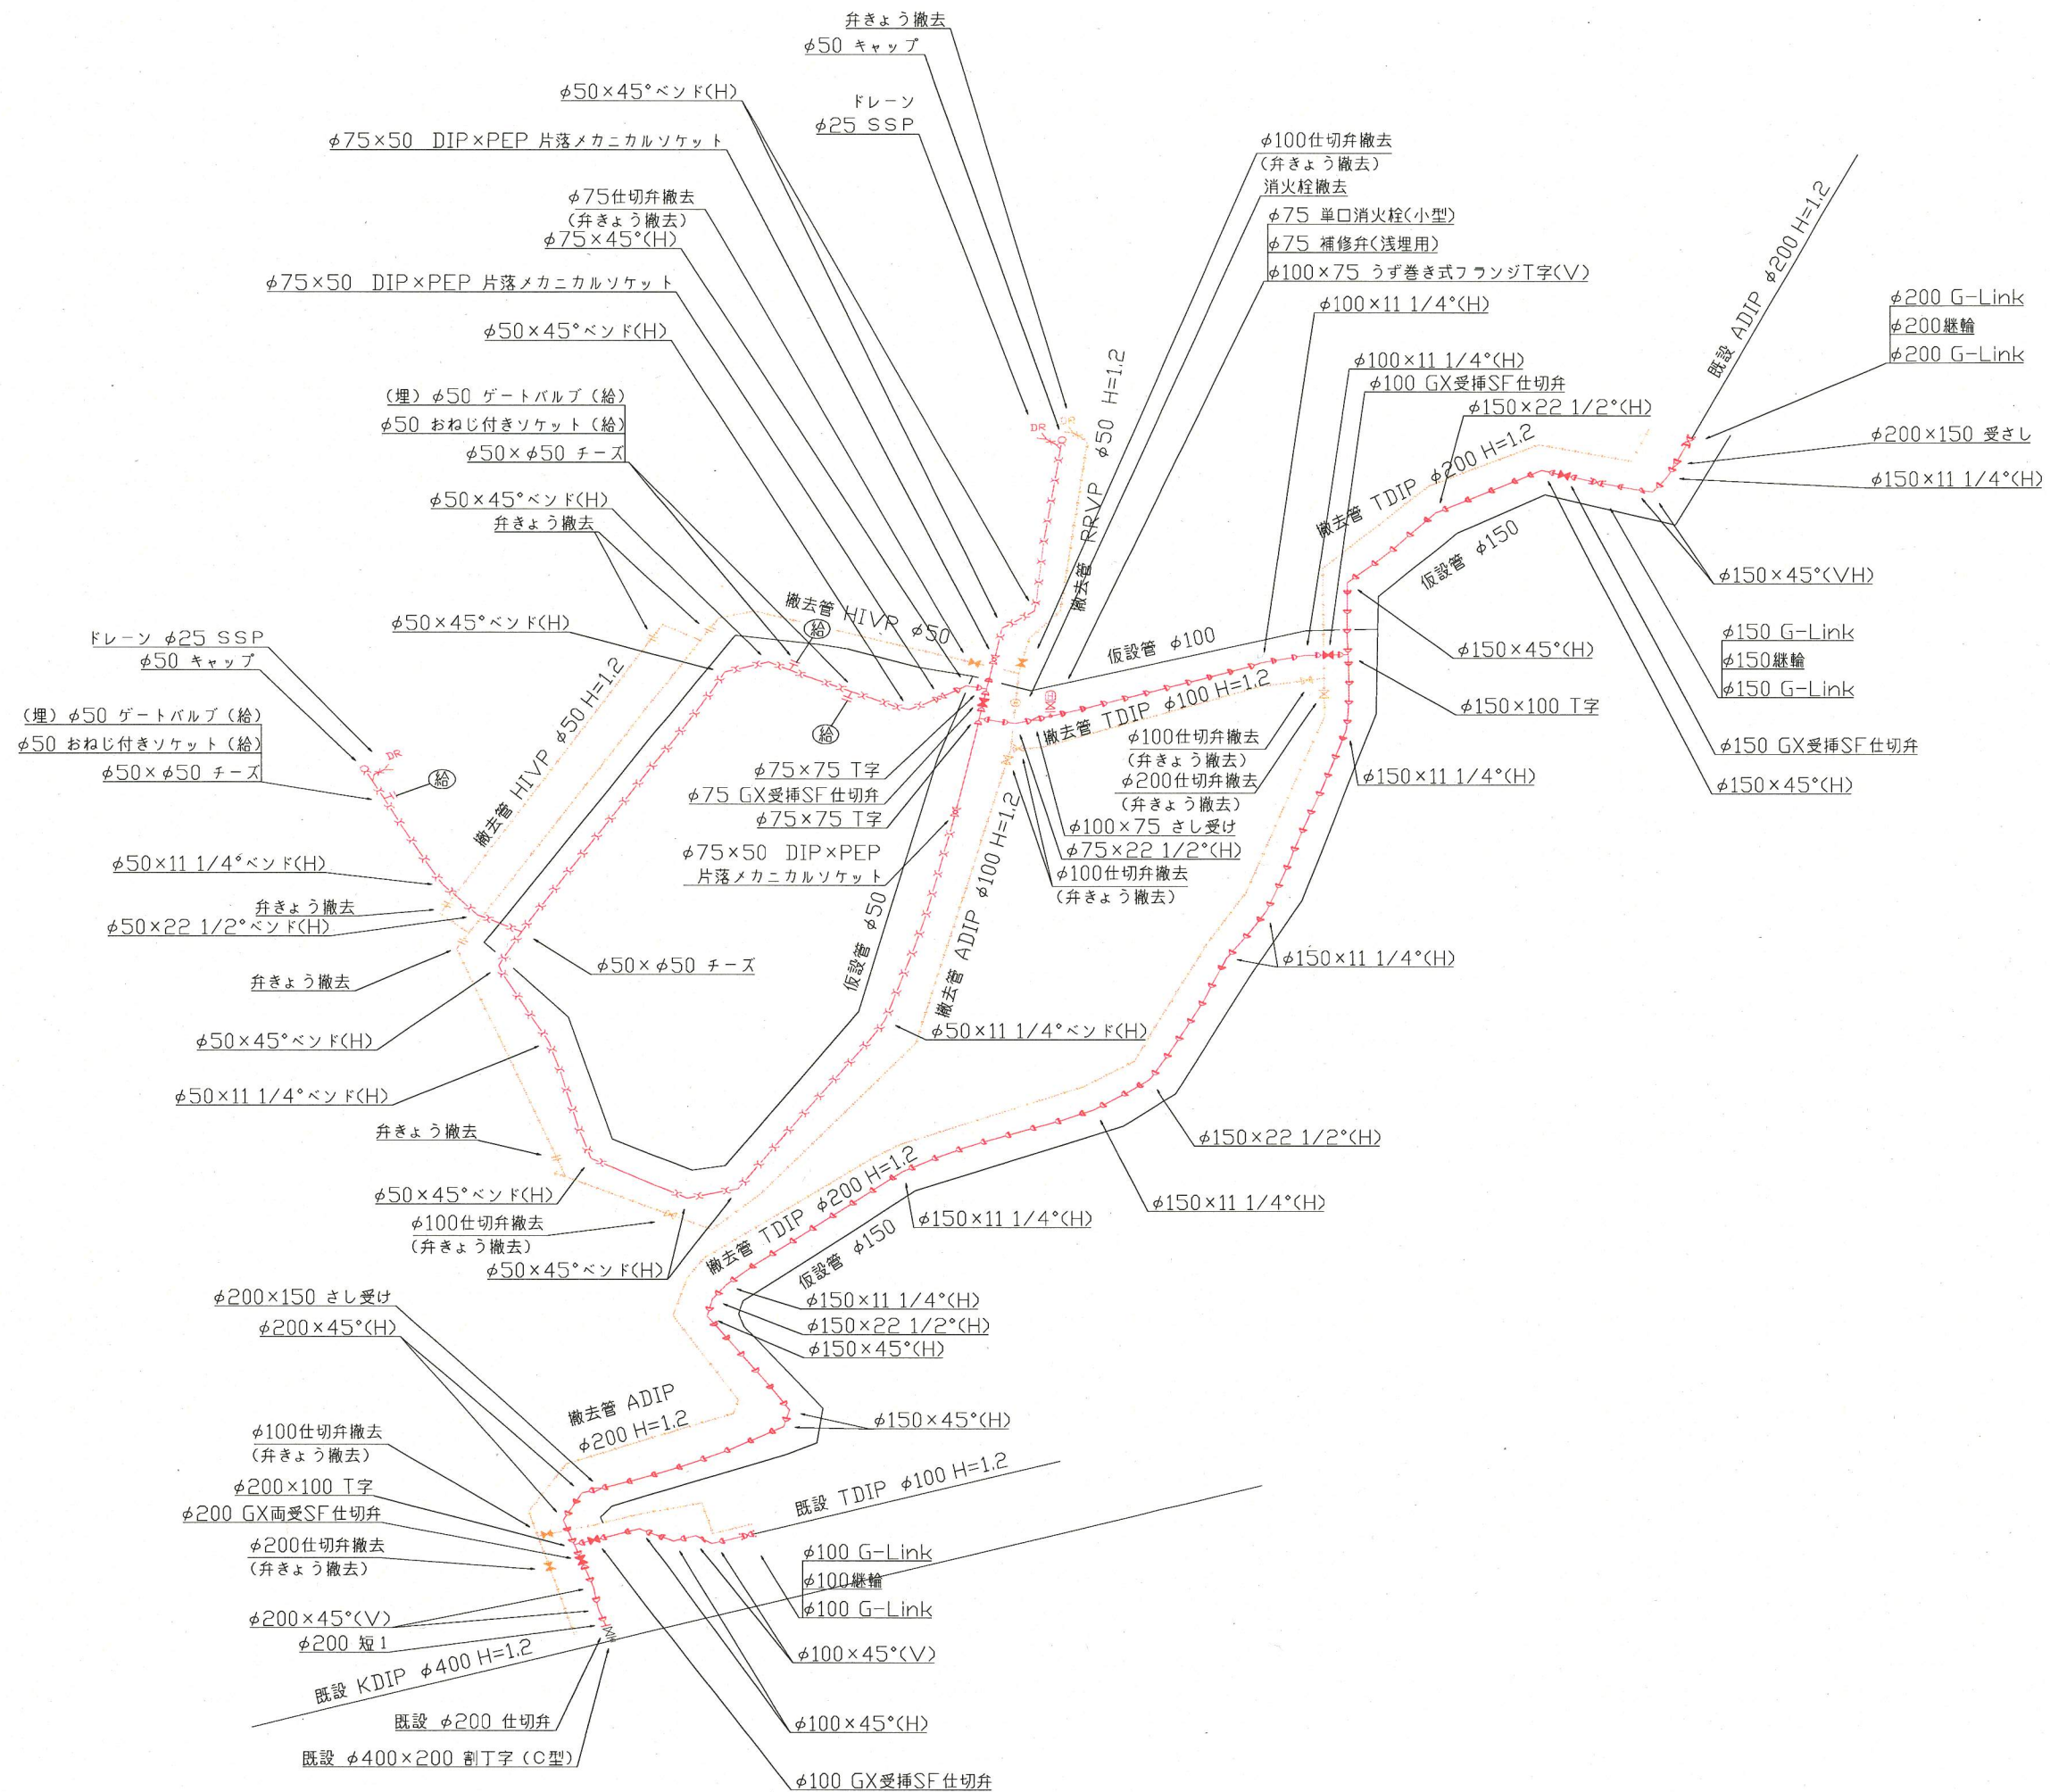 弁きょう撤去
φ50 キャップ
φ50×45°ベンド(H)
ドレーン
φ25 SSP
φ75×50 DIP×PEP 片落メカニカルソケット
φ100仕切弁撤去
(弁きょう撤去)
消火栓撤去
φ75仕切弁撤去
(弁きょう撤去)
φ75×45°(H)
φ75 単口消火栓(小型)
φ75 補修弁(浅埋用)
φ100×75 うず巻き式フランジT字(V)
φ75×50 DIP×PEP 片落メカニカルソケット
φ100×11 1/4°(H)
φ50×45°ベンド(H)
既設 ADIP φ200 H=1.2
φ200 G-Link
φ200継輪
φ200 G-Link
φ100×11 1/4°(H)
φ100 GX受挿SF仕切弁
φ150×22 1/2°(H)
(埋) φ50 ゲートバルブ (給)
φ50 おねじ付きソケット (給)
φ50×φ50 チーズ
DR
DR
撤去管 RRVP φ50 H=1.2
撤去管 TDIP φ200 H=1.2
φ200×150 受さし
φ150×11 1/4°(H)
φ50×45°ベンド(H)
弁きょう撤去
仮設管 φ150
φ150×45°(VH)
撤去管 HIVP φ50
給
φ50×45°ベンド(H)
仮設管 φ100
φ150×45°(H)
φ150 G-Link
φ150継輪
φ150 G-Link
ドレーン φ25 SSP
φ50 キャップ
撤去管 HIVP φ50 H=1.2
給
撤去管 TDIP φ100 H=1.2
φ150×100 T字
(埋) φ50 ゲートバルブ (給)
φ50 おねじ付きソケット (給)
φ50×φ50 チーズ
DR
給
φ100仕切弁撤去
(弁きょう撤去)
φ200仕切弁撤去
(弁きょう撤去)
φ150 GX受挿SF仕切弁
φ150×45°(H)
φ75×75 T字
φ75 GX受挿SF仕切弁
φ75×75 T字
φ150×11 1/4°(H)
φ100×75 さし受け
φ75×22 1/2°(H)
φ100仕切弁撤去
(弁きょう撤去)
φ75×50 DIP×PEP
片落メカニカルソケット
φ50×11 1/4°ベンド(H)
弁きょう撤去
φ50×22 1/2°ベンド(H)
弁きょう撤去
φ50×φ50 チーズ
仮設管 φ50
撤去管 ADIP φ100 H=1.2
φ150×11 1/4°(H)
φ50×45°ベンド(H)
φ50×11 1/4°ベンド(H)
φ50×11 1/4°ベンド(H)
弁きょう撤去
φ150×22 1/2°(H)
φ50×45°ベンド(H)
φ100仕切弁撤去
(弁きょう撤去)
φ50×45°ベンド(H)
撤去管 TDIP φ200 H=1.2
仮設管 φ150
φ150×11 1/4°(H)
φ150×11 1/4°(H)
φ200×150 さし受け
φ200×45°(H)
φ150×11 1/4°(H)
φ150×22 1/2°(H)
φ150×45°(H)
撤去管 ADIP
φ200 H=1.2
φ150×45°(H)
φ100仕切弁撤去
(弁きょう撤去)
φ200×100 T字
φ200 GX両受SF仕切弁
φ200仕切弁撤去
(弁きょう撤去)
既設 TDIP φ100 H=1.2
φ100 G-Link
φ100継輪
φ100 G-Link
φ200×45°(V)
φ200 短1
既設 KDIP φ400 H=1.2
φ100×45°(V)
既設 φ200 仕切弁
φ100×45°(H)
既設 φ400×200 割丁字 (C型)
φ100 GX受挿SF仕切弁